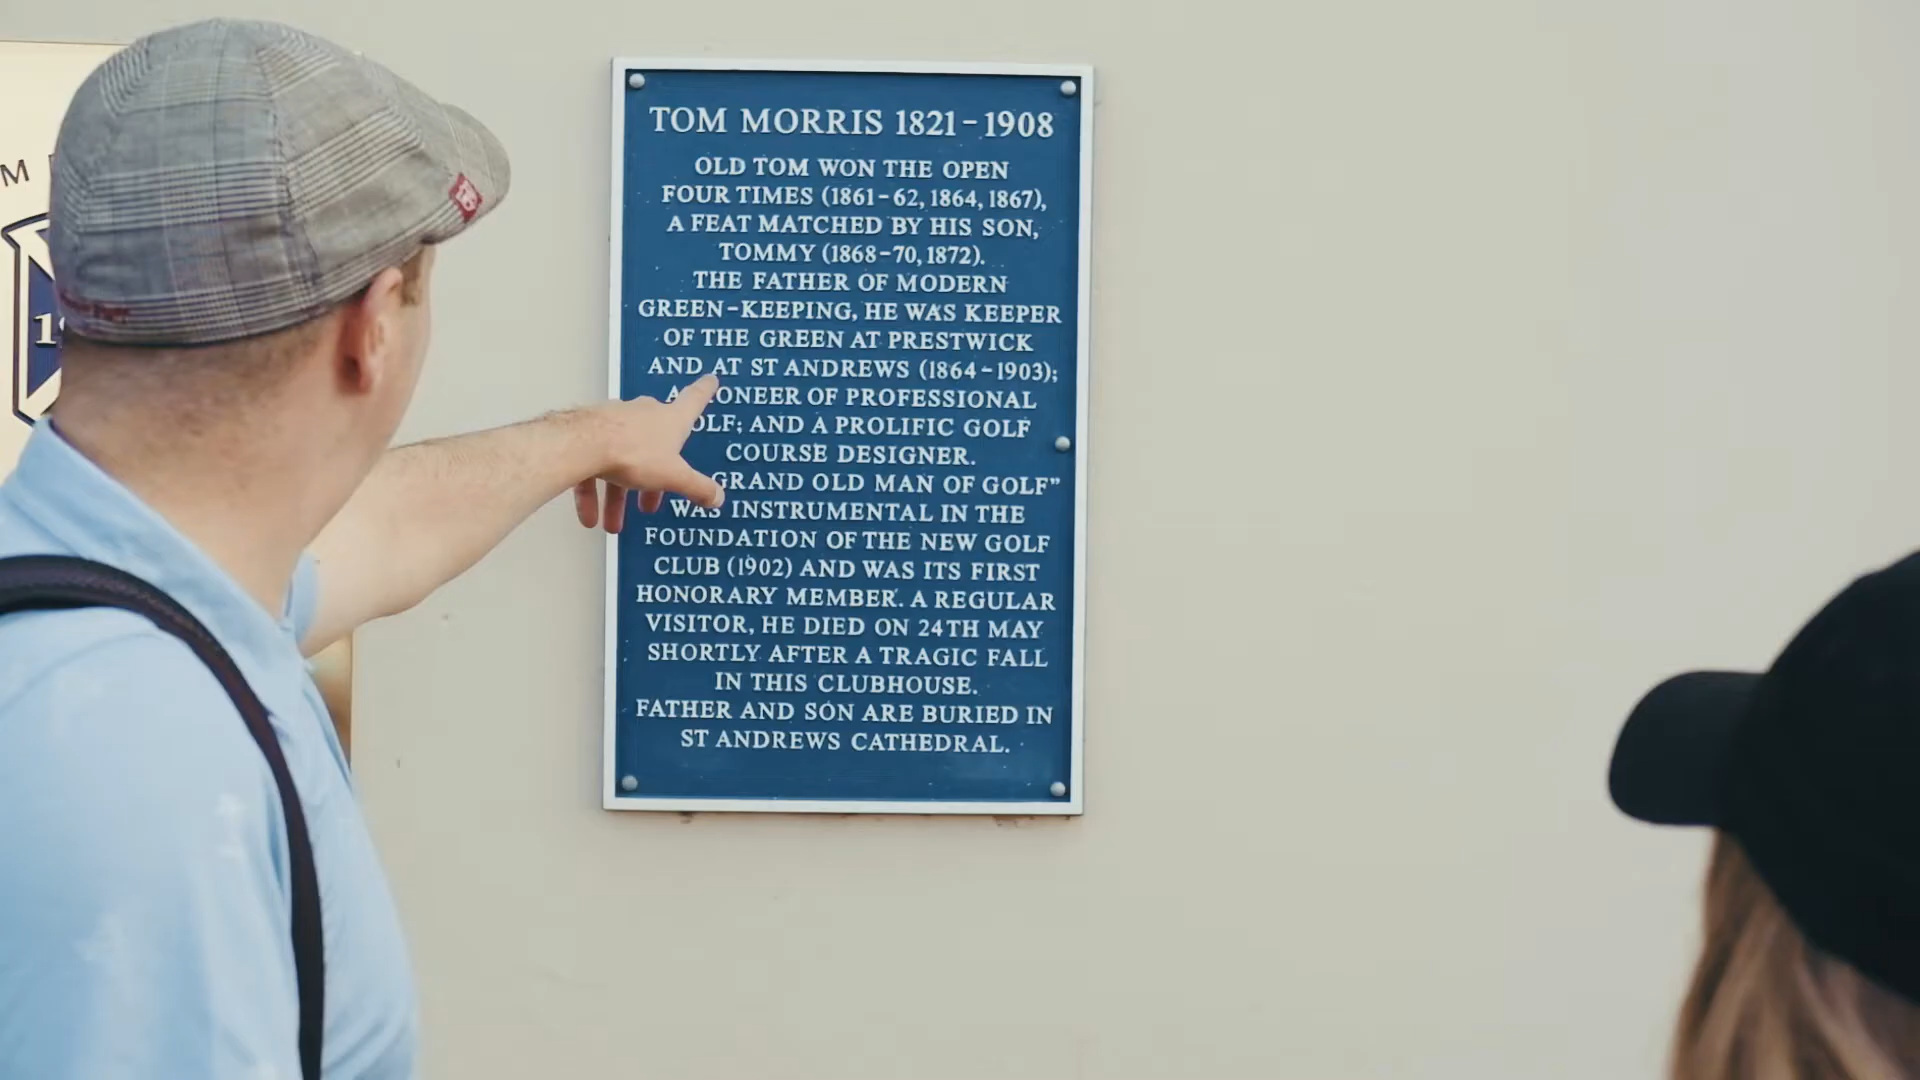 M
19
16
TOM MORRIS 1821-1908
OLD TOM WON THE OPEN
FOUR TIMES (1861-62, 1864, 1867),
A FEAT MATCHED BY HIS SON,
TOMMY (1868-70, 1872).
THE FATHER OF MODERN
GREEN-KEEPING, HE WAS KEEPER
OF THE GREEN AT PRESTWICK
AND AT ST ANDREWS (1864-1903);
A OF PROFESSIONAL
AND A PROLIFIC GOLF
COURSE DESIGNER.
GRAND OLD MAN OF GOLF”
WAS INSTRUMENTAL IN THE
FOUNDATION OF THE NEW GOLF
CLUB (1902) AND WAS ITS FIRST
HONORARY MEMBER. A REGULAR
VISITOR, HE DIED ON 24TH MAY
SHORTLY AFTER A TRAGIC FALL
IN THIS CLUBHOUSE.
FATHER AND SON ARE BURIED IN
ST ANDREWS CATHEDRAL.